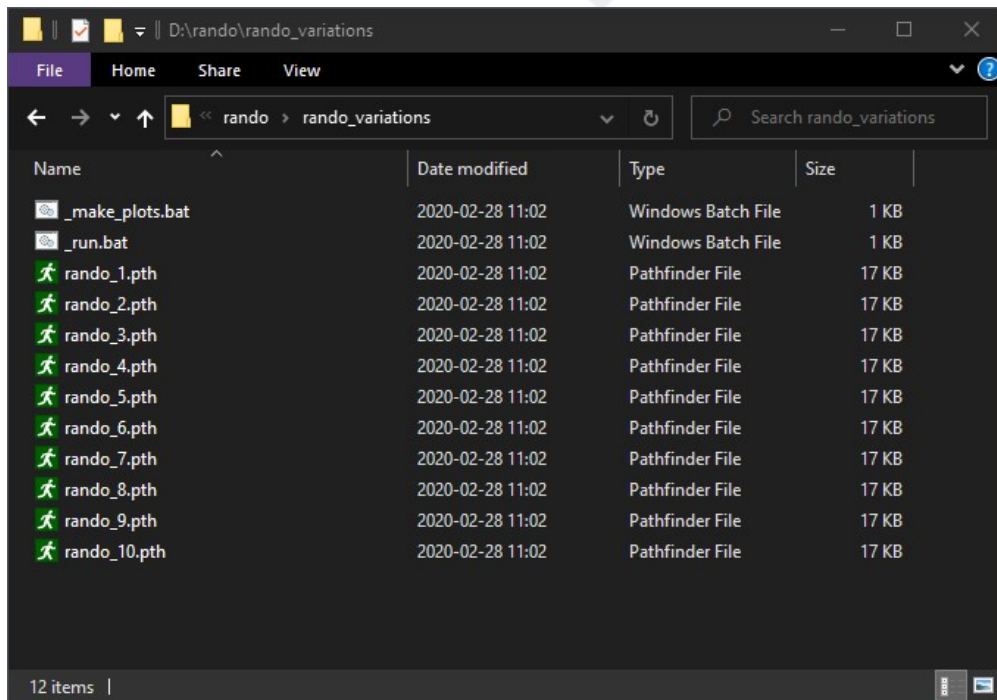 D:\rando\rando_variations
File Home Share View ?
« rando › rando_variations Search rando_variations
Name Date modified Type Size
_make_plots.bat 2020-02-28 11:02 Windows Batch File 1 KB
_run.bat 2020-02-28 11:02 Windows Batch File 1 KB
rando_1.pth 2020-02-28 11:02 Pathfinder File 17 KB
rando_2.pth 2020-02-28 11:02 Pathfinder File 17 KB
rando_3.pth 2020-02-28 11:02 Pathfinder File 17 KB
rando_4.pth 2020-02-28 11:02 Pathfinder File 17 KB
rando_5.pth 2020-02-28 11:02 Pathfinder File 17 KB
rando_6.pth 2020-02-28 11:02 Pathfinder File 17 KB
rando_7.pth 2020-02-28 11:02 Pathfinder File 17 KB
rando_8.pth 2020-02-28 11:02 Pathfinder File 17 KB
rando_9.pth 2020-02-28 11:02 Pathfinder File 17 KB
rando_10.pth 2020-02-28 11:02 Pathfinder File 17 KB
12 items